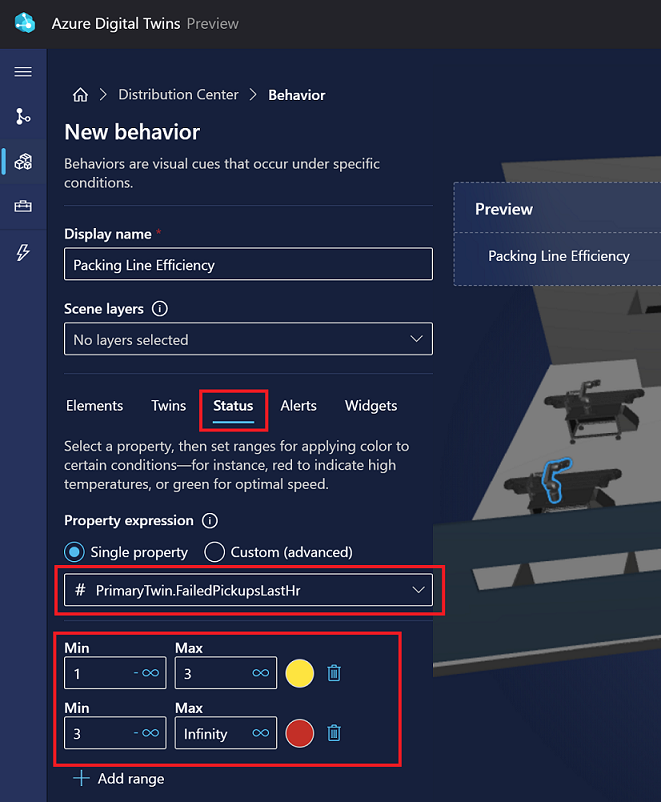 Azure Digital Twins Preview
Distribution Center > Behavior
New behavior
Behaviors are visual cues that occur under specific
conditions.
Display name *
Packing Line Efficiency
Scene layers
No layers selected
Elements Twins Status Alerts Widgets
Select a property, then set ranges for applying color to
certain conditions—for instance, red to indicate high
temperatures, or green for optimal speed.
Property expression
Single property Custom (advanced)
# PrimaryTwin.FailedPickupsLastHr
Min Max
1 -∞ 3 ∞
Min Max
3 -∞ Infinity ∞
+ Add range
Preview
Packing Line Efficiency